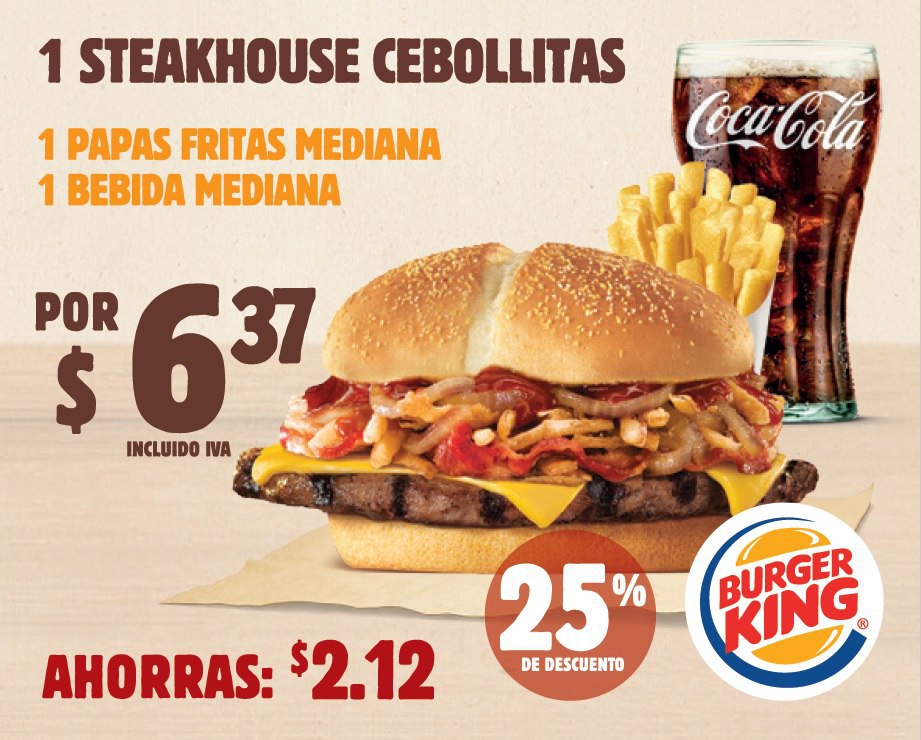 1 STEAKHOUSE CEBOLLITAS
1 PAPAS FRITAS MEDIANA
1 BEBIDA MEDIANA
Coca-Cola
POR
$ 6.37
INCLUIDO IVA
25%
DE DESCUENTO
BURGER
KING®
AHORRAS: $2.12